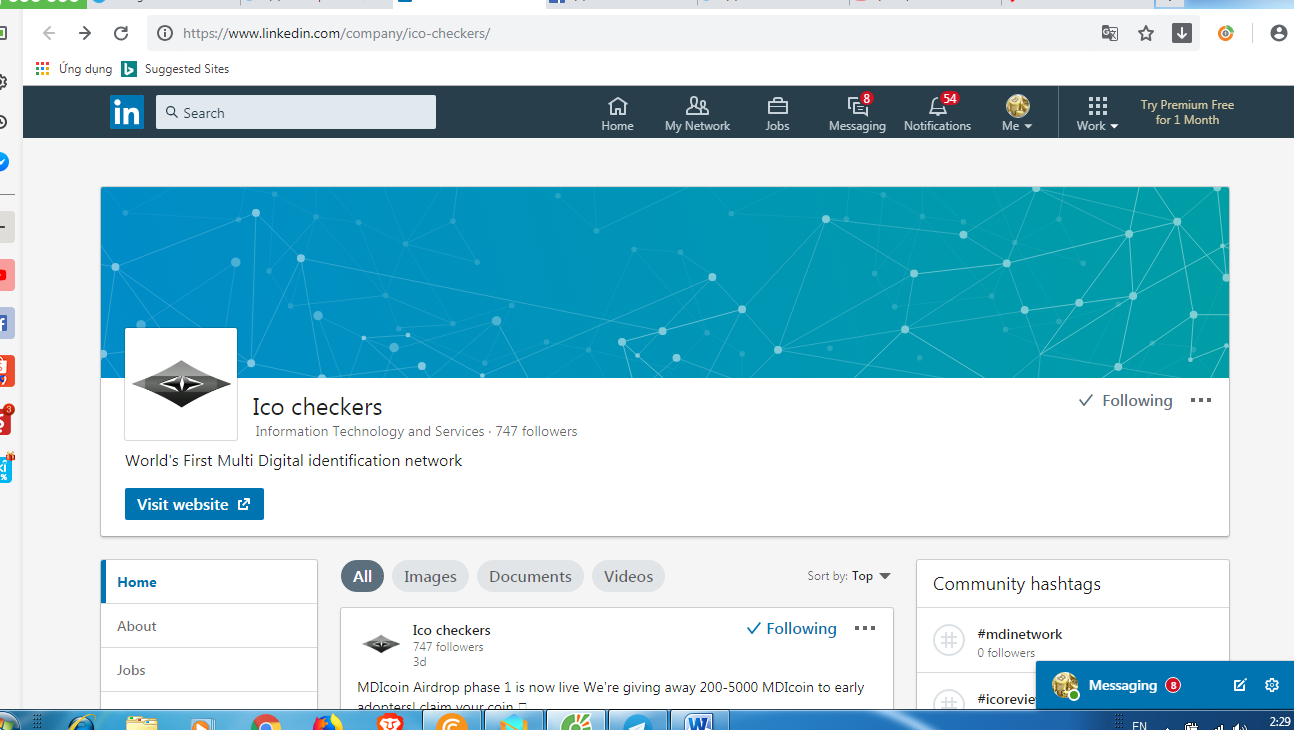 https://www.linkedin.com/company/ico-checkers/
Ứng dụng
Suggested Sites
in
Search
Home
My Network
Jobs
8
Messaging
54
Notifications
Me
Work
Try Premium Free
for 1 Month
Ico checkers
Information Technology and Services · 747 followers
Following
World's First Multi Digital identification network
Visit website
Home
About
Jobs
All
Images
Documents
Videos
Sort by: Top
Ico checkers
747 followers
3d
Following
MDIcoin Airdrop phase 1 is now live We're giving away 200-5000 MDIcoin to early
adopters! claim your coin
Community hashtags
#mdinetwork
0 followers
Messaging 8
EN
2:29